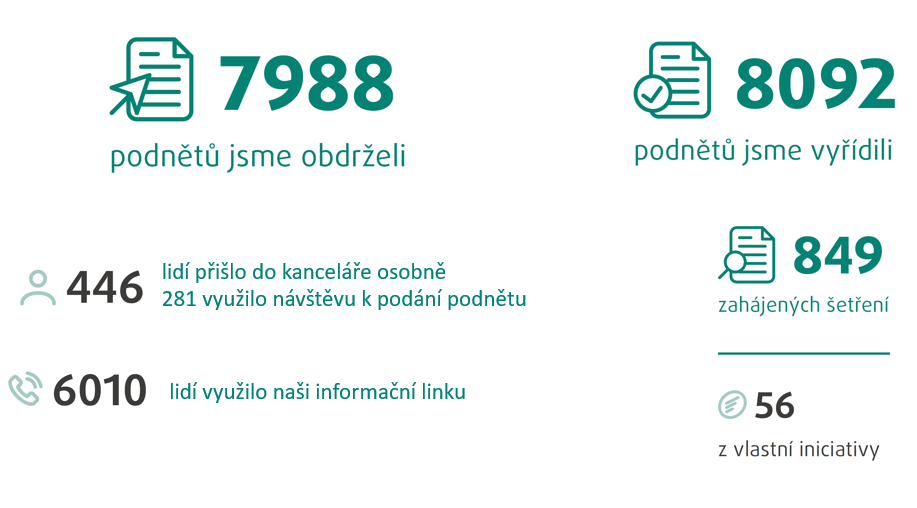 7988
podnětů jsme obdrželi
8092
podnětů jsme vyřídili
446
lidí přišlo do kanceláře osobně
281 využilo návštěvu k podání podnětu
6010
lidí využilo naši informační linku
849
zahájených šetření
56
z vlastní iniciativy